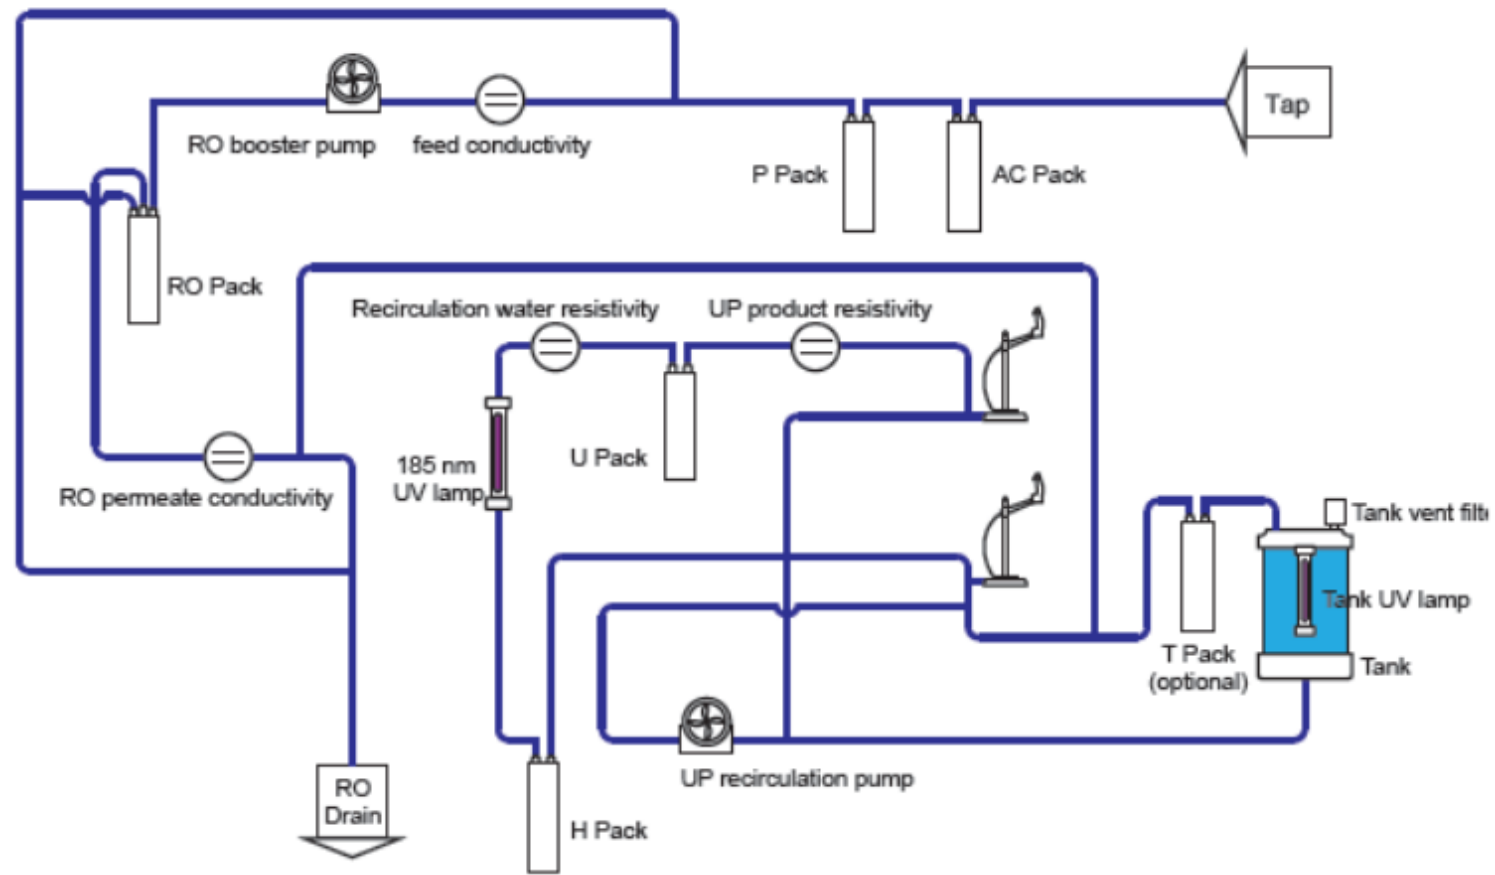 Tap
RO booster pump
feed conductivity
P Pack
AC Pack
RO Pack
Recirculation water resistivity
UP product resistivity
185 nm
UV lamp
U Pack
RO permeate conductivity
Tank vent filte
Tank UV lamp
T Pack
(optional)
Tank
RO
Drain
UP recirculation pump
H Pack